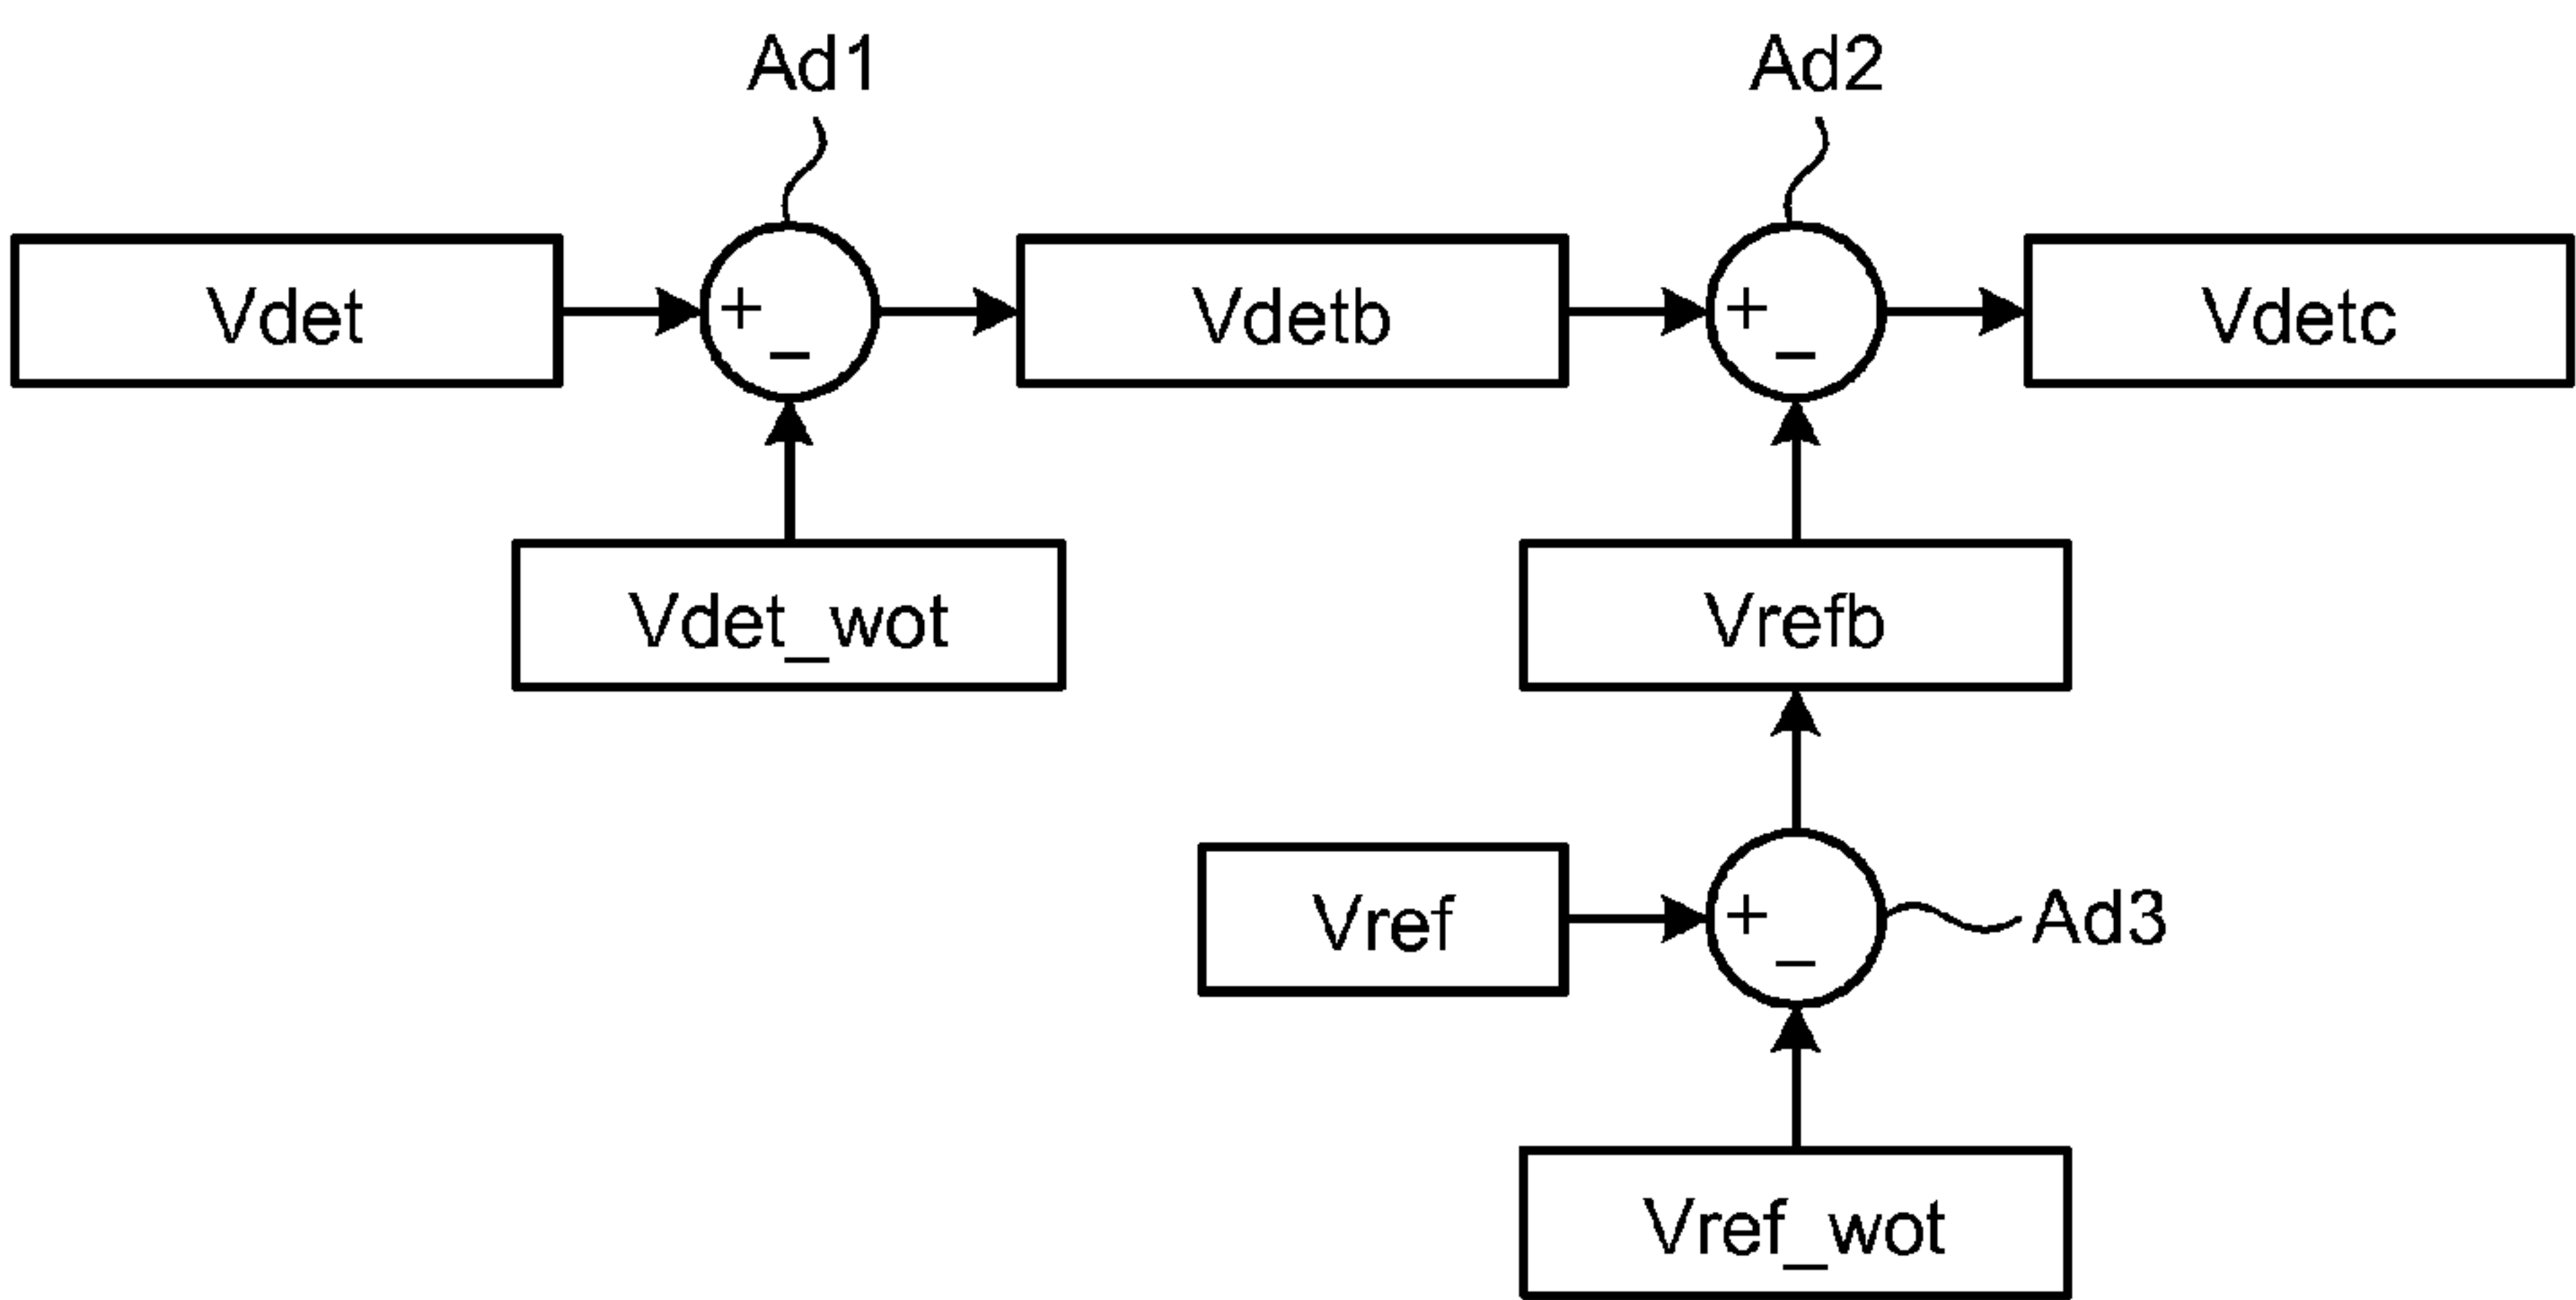 Ad1
Ad2
Vdet
+
−
Vdetb
+
−
Vdetc
Vdet_wot
Vrefb
Vref
+
−
Ad3
Vref_wot